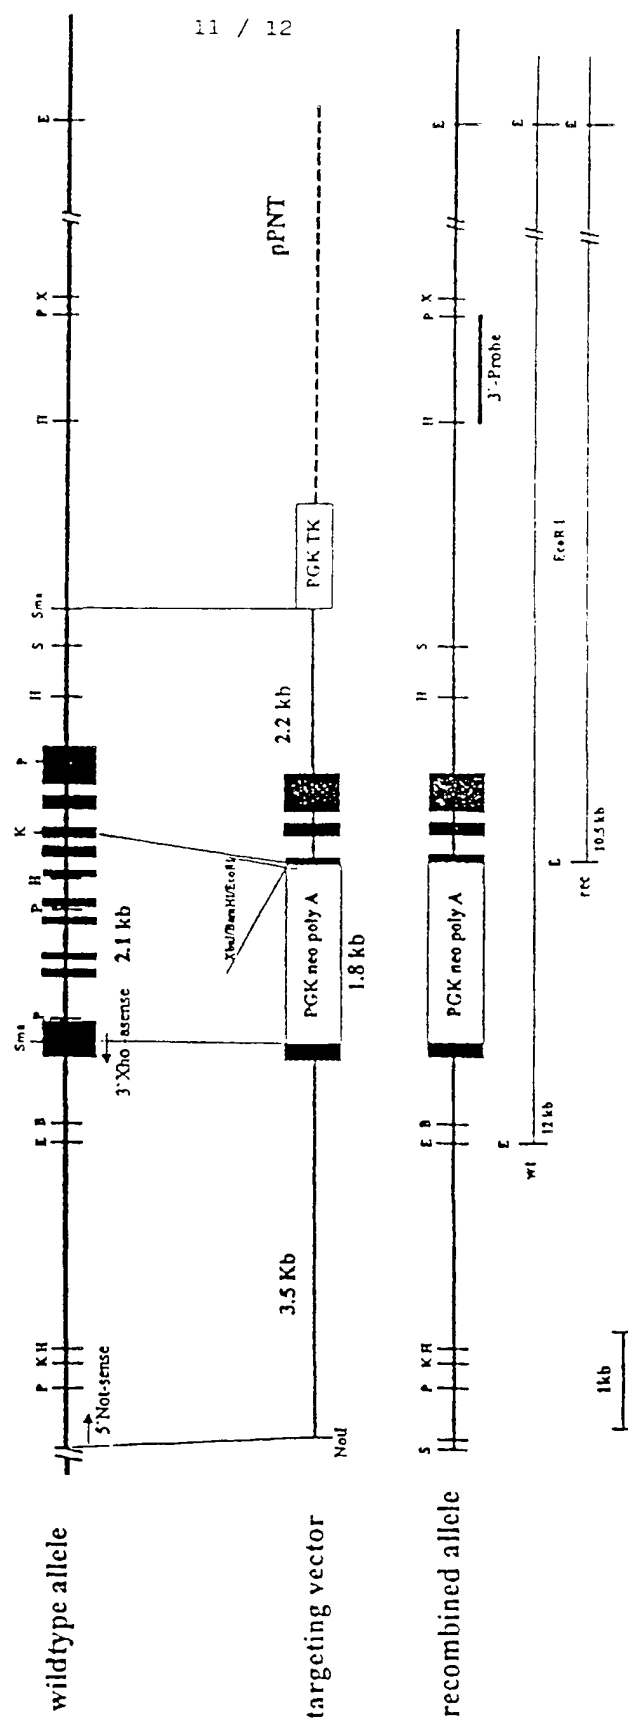 11 / 12
wildtype allele
5'Not-sense
P K H
E B
Sma
P
3'Xho-asense
2.1 kb
P
H
K
P
H
S
Sma
H
P X
E
targeting vector
NotI
3.5 Kb
PGK neo poly A
1.8 kb
2.2 kb
PGK TK
pPNT
recombined allele
S
P K H
E B
PGK neo poly A
H
S
H
3'-Probe
P X
E
wt
E
12 kb
EcoR I
E
rec
E
10.5 kb
E
1kb